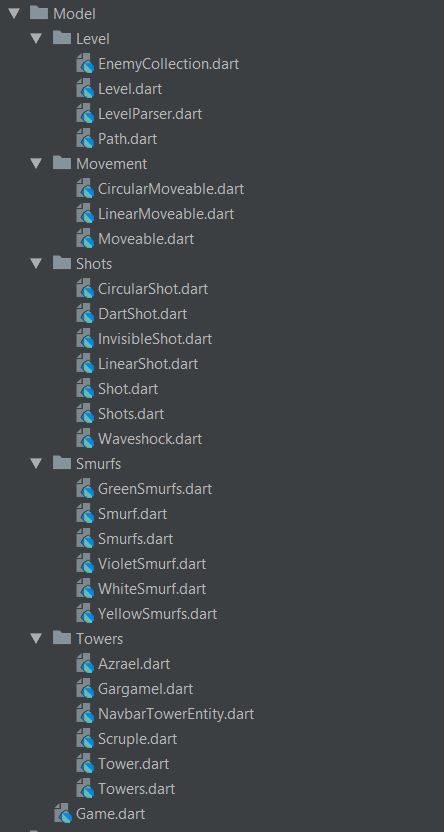 Model
Level
EnemyCollection.dart
Level.dart
LevelParser.dart
Path.dart
Movement
CircularMoveable.dart
LinearMoveable.dart
Moveable.dart
Shots
CircularShot.dart
DartShot.dart
InvisibleShot.dart
LinearShot.dart
Shot.dart
Shots.dart
Waveshock.dart
Smurfs
GreenSmurfs.dart
Smurf.dart
Smurfs.dart
VioletSmurf.dart
WhiteSmurf.dart
YellowSmurfs.dart
Towers
Azrael.dart
Gargamel.dart
NavbarTowerEntity.dart
Scruple.dart
Tower.dart
Towers.dart
Game.dart